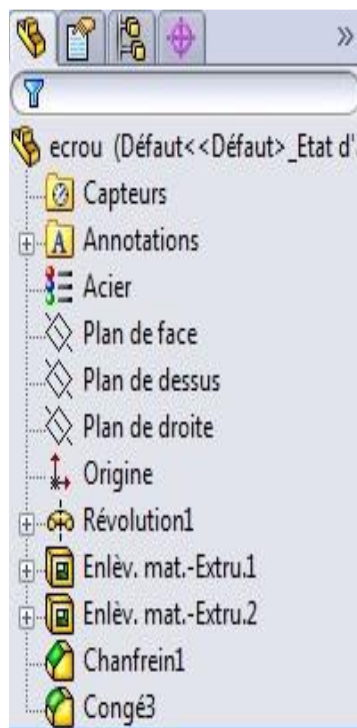 »
ecrou (Défaut<<Défaut>_Etat d'
Capteurs
A Annotations
Acier
Plan de face
Plan de dessus
Plan de droite
Origine
Révolution1
Enlèv. mat.-Extru.1
Enlèv. mat.-Extru.2
Chanfrein1
Congé3